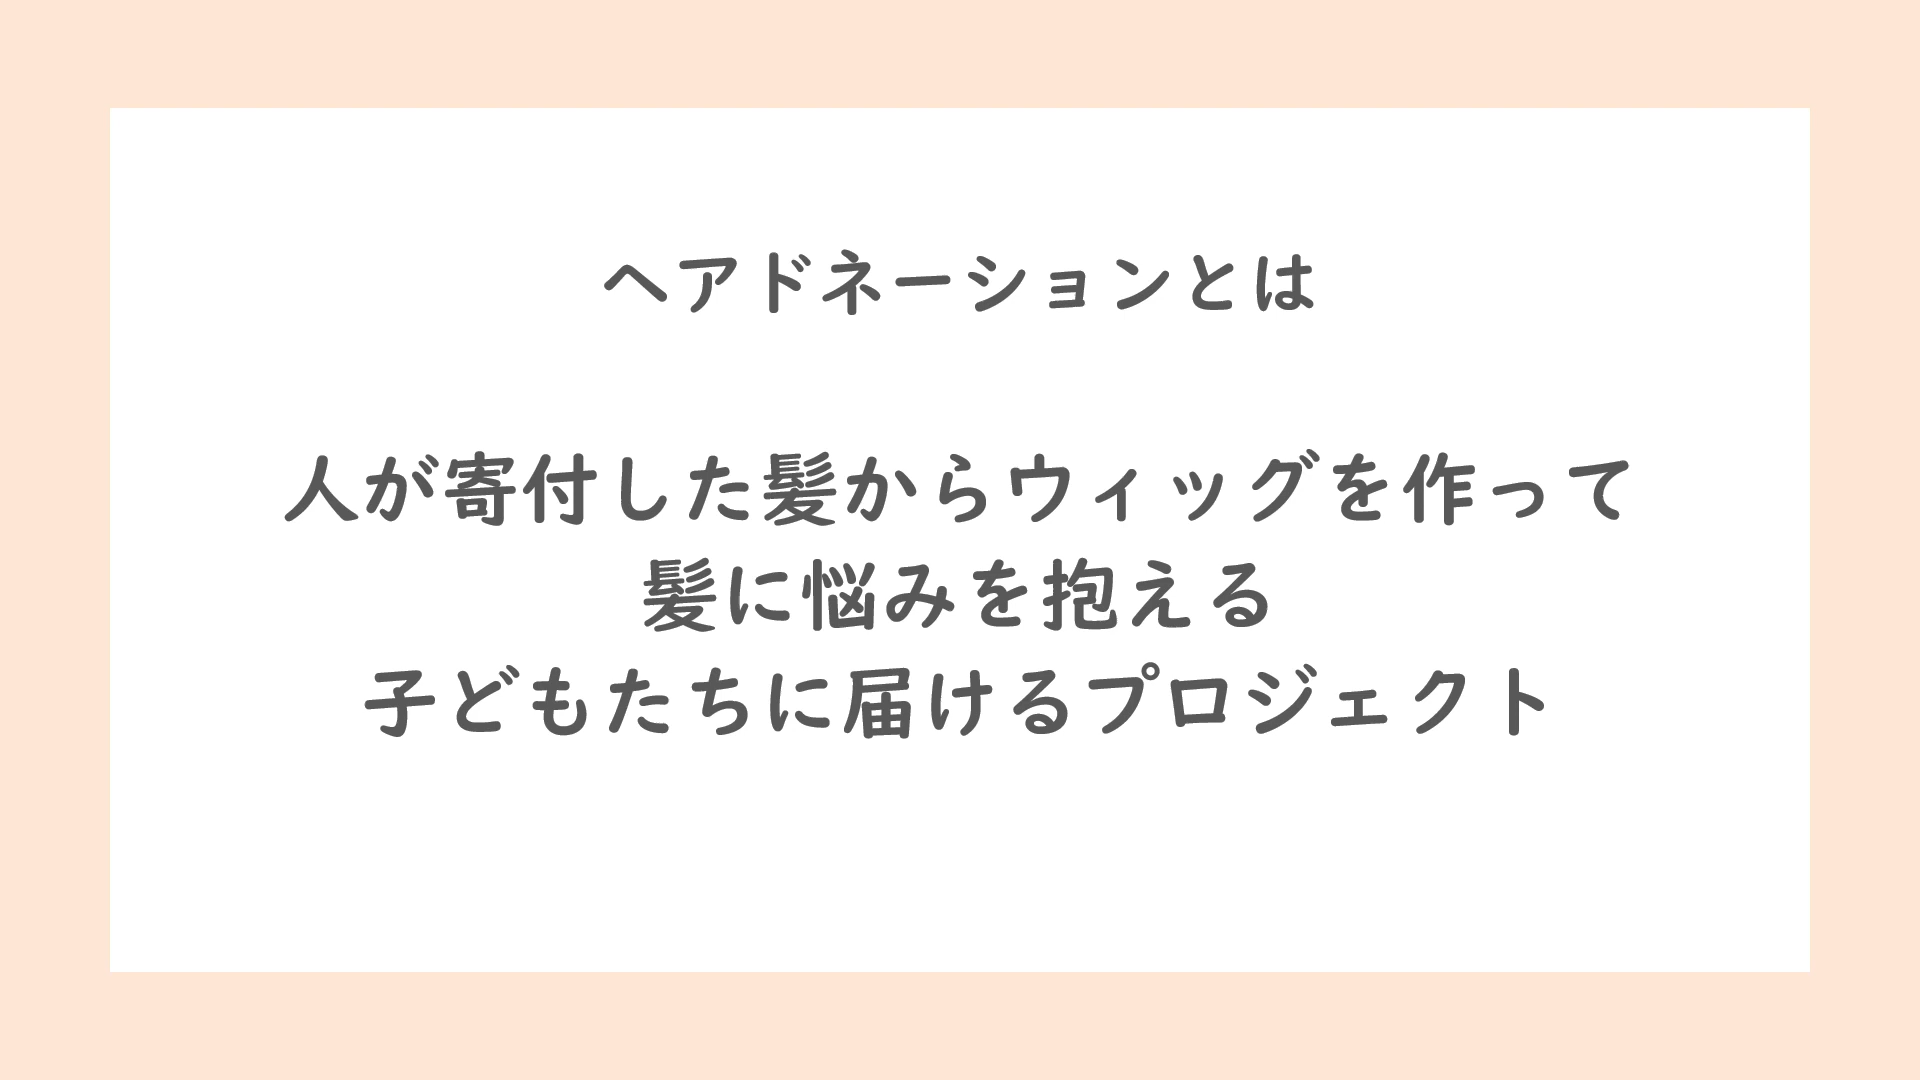 ヘアドネーションとは
人が寄付した髪からウィッグを作って
髪に悩みを抱える
子どもたちに届けるプロジェクト